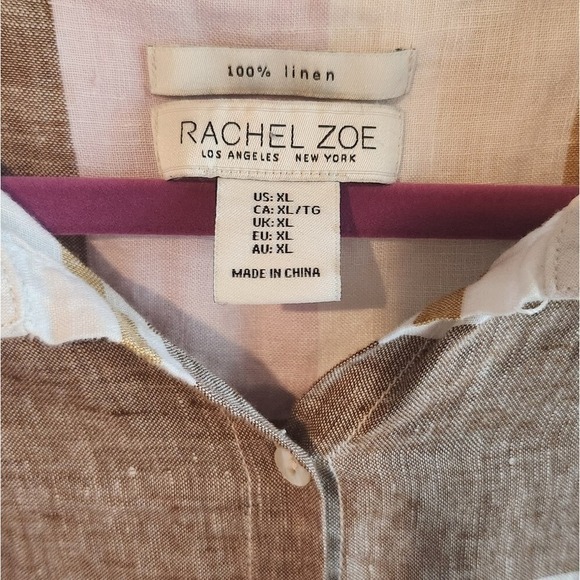 100% linen
RACHEL ZOE
LOS ANGELES NEW YORK
US: XL
CA: XL/TG
UK: XL
EU: XL
AU: XL
MADE IN CHINA